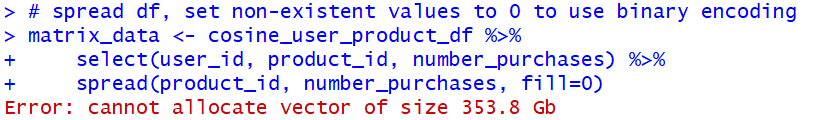 > # spread df, set non-existent values to 0 to use binary encoding
> matrix_data <- cosine_user_product_df %>%
+     select(user_id, product_id, number_purchases) %>%
+     spread(product_id, number_purchases, fill=0)
Error: cannot allocate vector of size 353.8 Gb